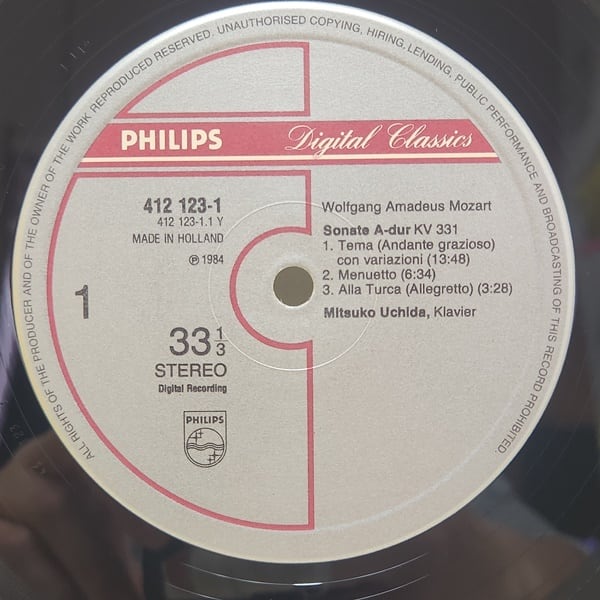 ALL RIGHTS OF THE PRODUCER AND OF THE OWNER OF THE WORK REPRODUCED RESERVED. UNAUTHORISED COPYING, HIRING, LENDING, PUBLIC PERFORMANCE AND BROADCASTING OF THIS RECORD PROHIBITED.
PHILIPS Digital Classics
412 123-1
412 123-1.1 Y
MADE IN HOLLAND
℗ 1984
1
33 1/3
STEREO
Digital Recording
PHILIPS
Wolfgang Amadeus Mozart
Sonate A-dur KV 331
1. Tema (Andante grazioso)
con variazioni (13:48)
2. Menuetto (6:34)
3. Alla Turca (Allegretto) (3:28)
Mitsuko Uchida, Klavier